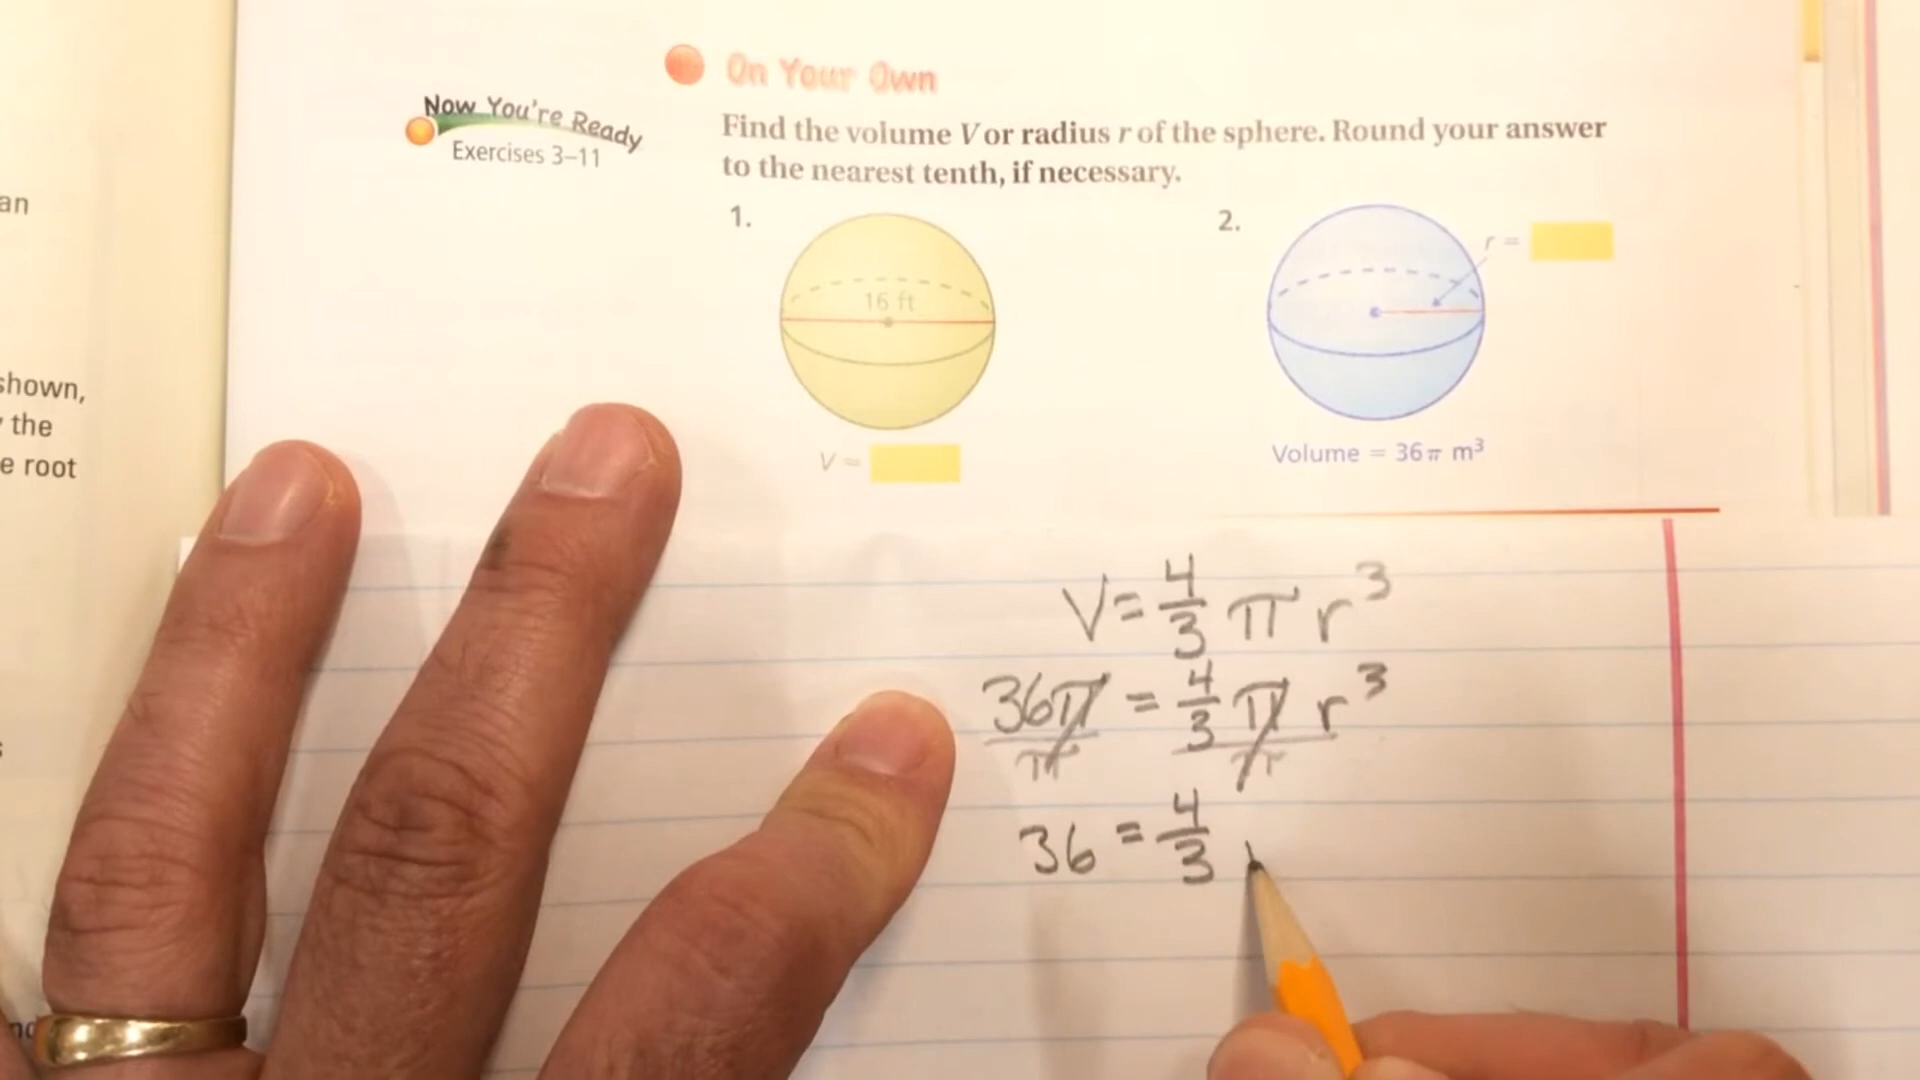 On Your Own
Now You're Ready
Exercises 3–11
Find the volume V or radius r of the sphere. Round your answer
to the nearest tenth, if necessary.
1.
16 ft
V =
2.
r =
Volume = 36π m³
an
shown,
the
e root
V = 4/3 π r³
36π/π = 4/3 π r³/π
36 = 4/3